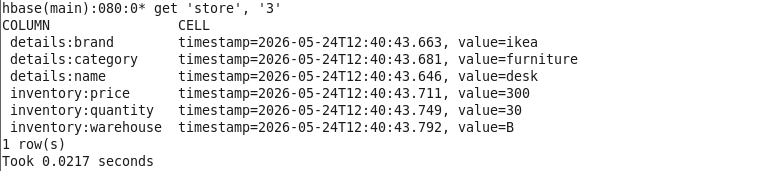 hbase(main):080:0* get 'store', '3'
COLUMN CELL
details:brand timestamp=2026-05-24T12:40:43.663, value=ikea
details:category timestamp=2026-05-24T12:40:43.681, value=furniture
details:name timestamp=2026-05-24T12:40:43.646, value=desk
inventory:price timestamp=2026-05-24T12:40:43.711, value=300
inventory:quantity timestamp=2026-05-24T12:40:43.749, value=30
inventory:warehouse timestamp=2026-05-24T12:40:43.792, value=B
1 row(s)
Took 0.0217 seconds